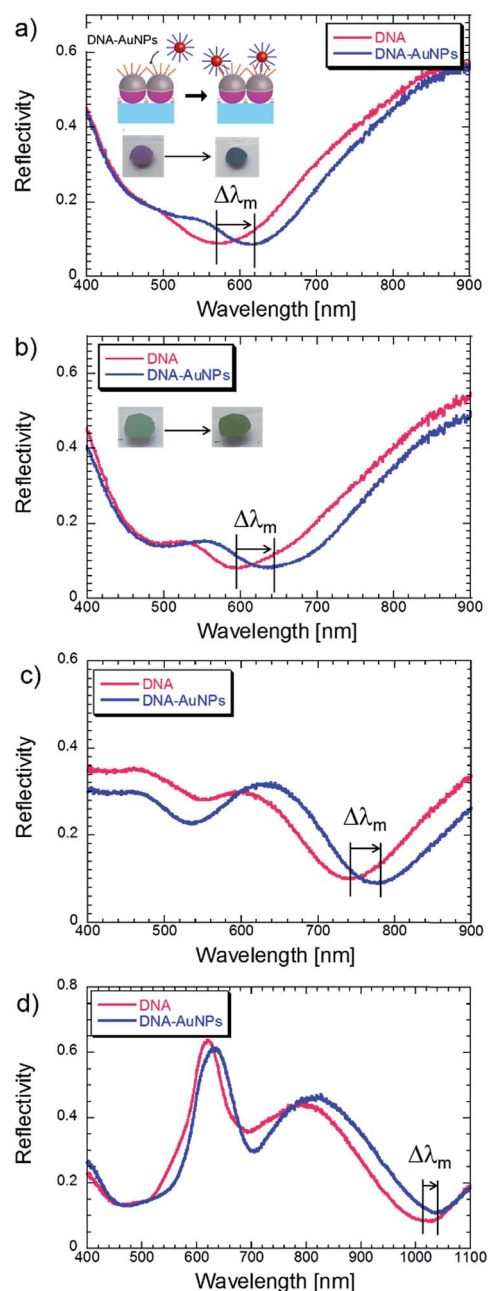 a)
DNA-AuNPs
DNA
DNA-AuNPs
Δλm
Reflectivity
0.6
0.4
0.2
0
400 500 600 700 800 900
Wavelength [nm]
b)
DNA
DNA-AuNPs
Δλm
Reflectivity
0.6
0.4
0.2
0
400 500 600 700 800 900
Wavelength [nm]
c)
DNA
DNA-AuNPs
Δλm
Reflectivity
0.6
0.4
0.2
0
400 500 600 700 800 900
Wavelength [nm]
d)
DNA
DNA-AuNPs
Δλm
Reflectivity
0.8
0.6
0.4
0.2
0
400 500 600 700 800 900 1000 1100
Wavelength [nm]